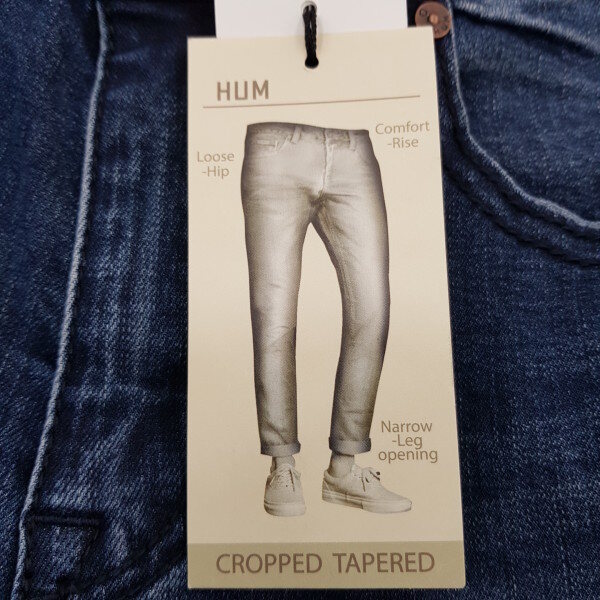 HUM
Comfort
-Rise
Loose
-Hip
Narrow
-Leg
opening
CROPPED TAPERED